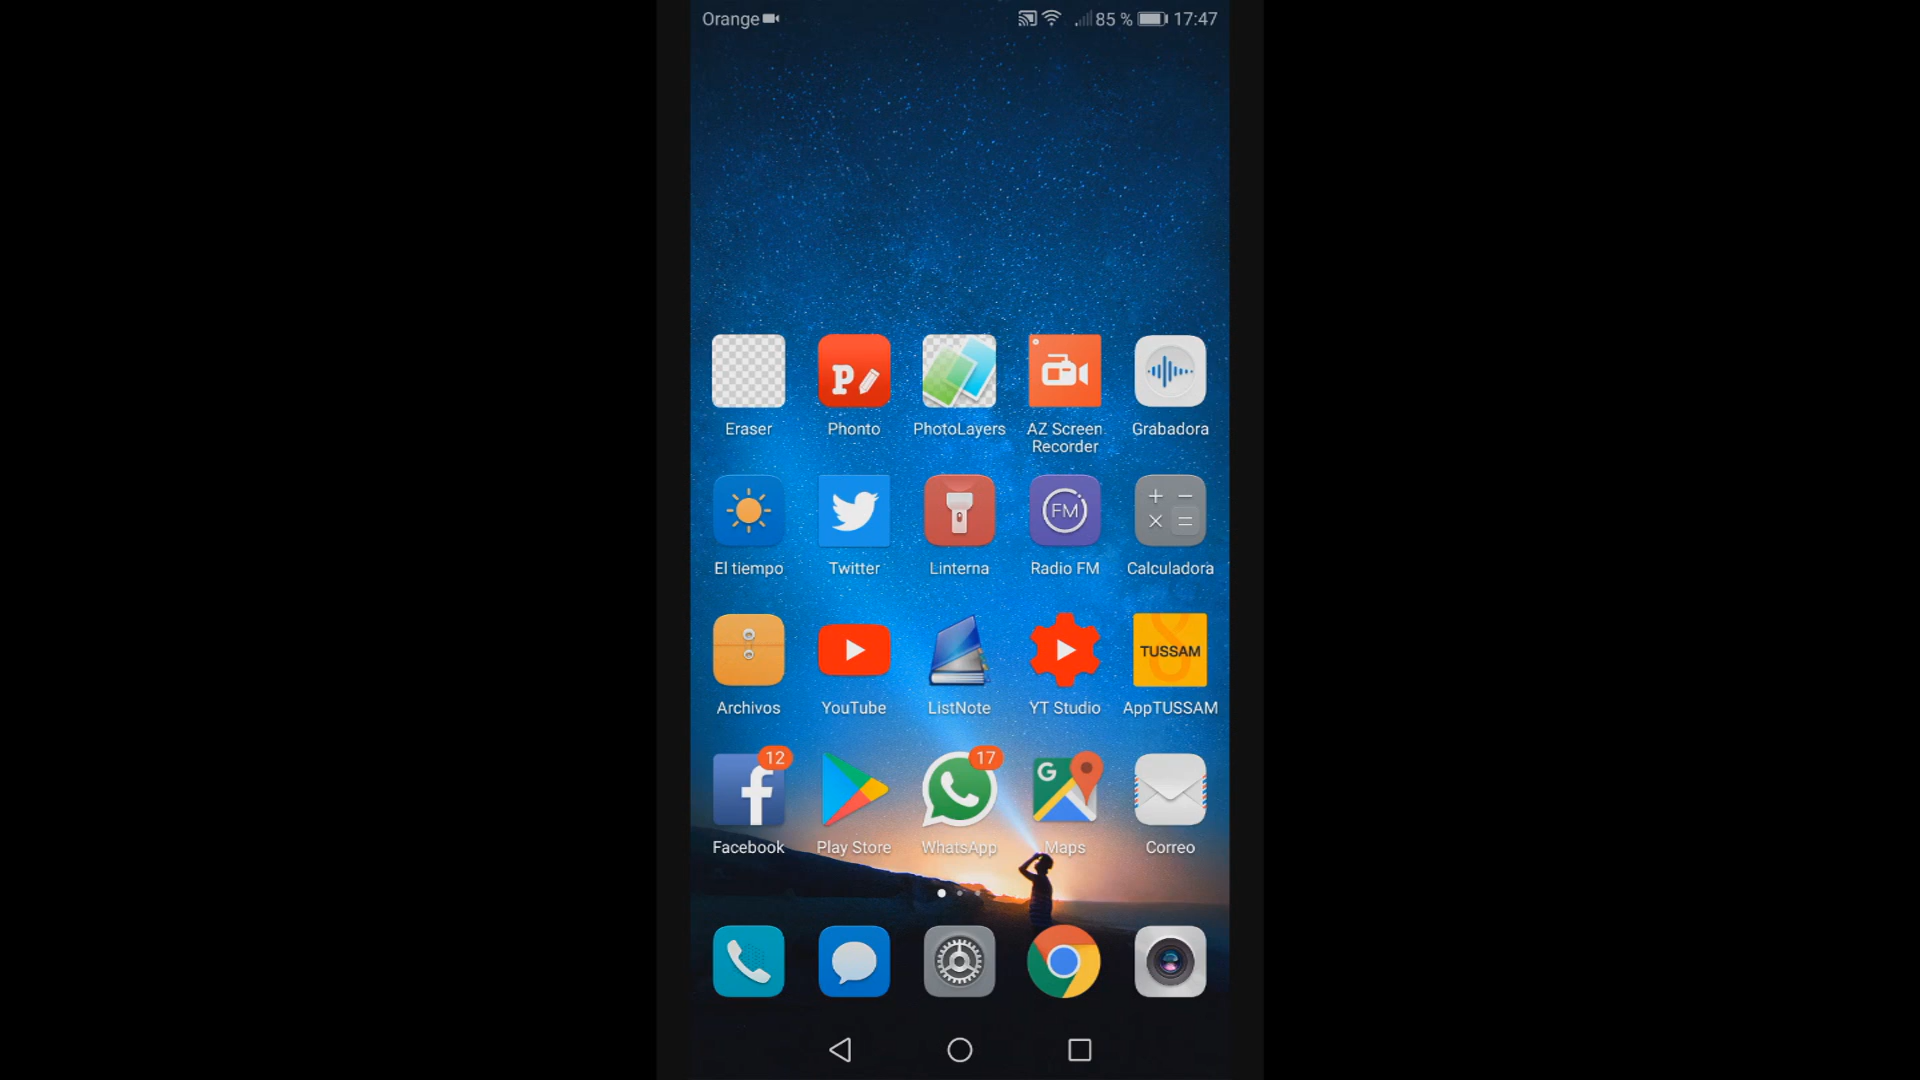 Orange 85 % 17:47
Eraser Phonto PhotoLayers AZ Screen Recorder Grabadora
El tiempo Twitter Linterna FM Radio FM Calculadora
TUSSAM
Archivos YouTube ListNote YT Studio AppTUSSAM
12 17
Facebook Play Store WhatsApp Maps Correo